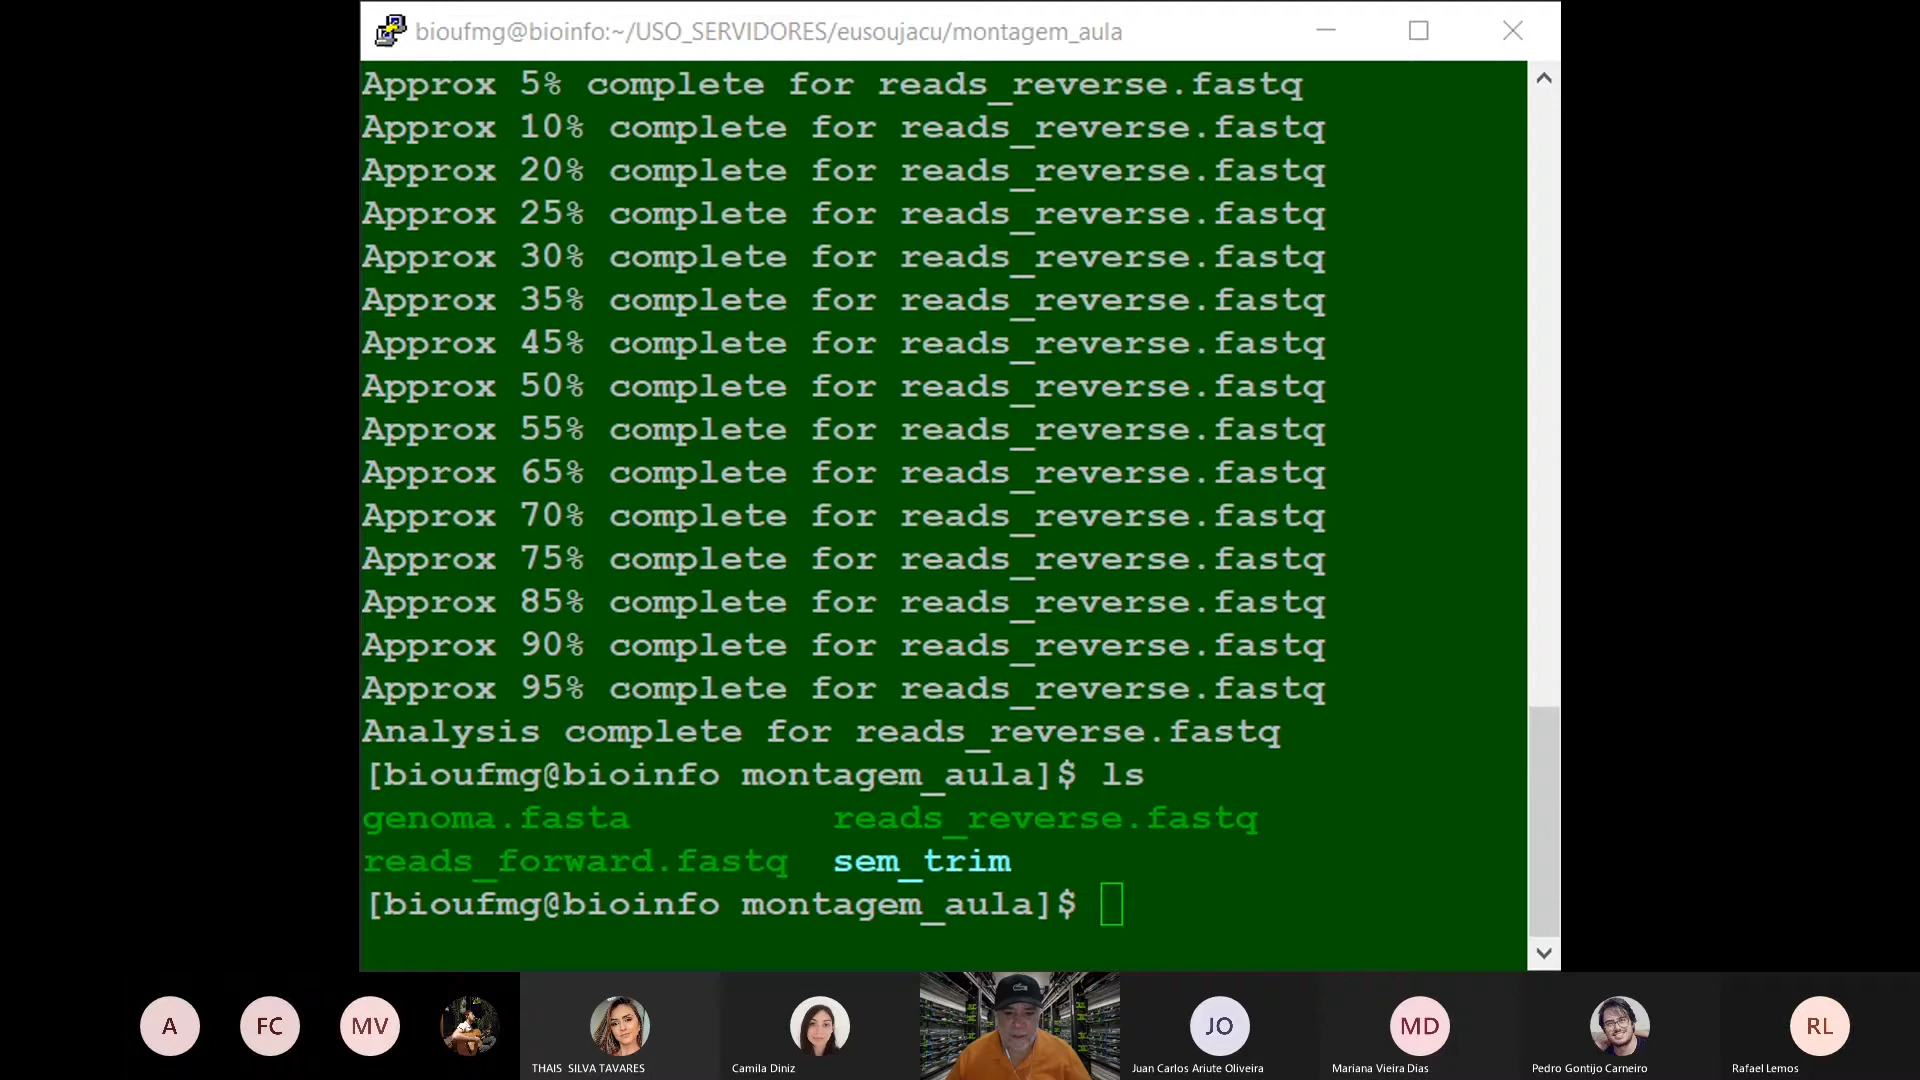 bioufmg@bioinfo:~/USO_SERVIDORES/eusoujacu/montagem_aula
Approx 5% complete for reads_reverse.fastq
Approx 10% complete for reads_reverse.fastq
Approx 20% complete for reads_reverse.fastq
Approx 25% complete for reads_reverse.fastq
Approx 30% complete for reads_reverse.fastq
Approx 35% complete for reads_reverse.fastq
Approx 45% complete for reads_reverse.fastq
Approx 50% complete for reads_reverse.fastq
Approx 55% complete for reads_reverse.fastq
Approx 65% complete for reads_reverse.fastq
Approx 70% complete for reads_reverse.fastq
Approx 75% complete for reads_reverse.fastq
Approx 85% complete for reads_reverse.fastq
Approx 90% complete for reads_reverse.fastq
Approx 95% complete for reads_reverse.fastq
Analysis complete for reads_reverse.fastq
[bioufmg@bioinfo montagem_aula]$ ls
genoma.fasta reads_reverse.fastq
reads_forward.fastq sem_trim
[bioufmg@bioinfo montagem_aula]$
A FC MV JO MD RL
THAIS SILVA TAVARES Camila Diniz Juan Carlos Ariute Oliveira Mariana Vieira Dias Pedro Gontijo Carneiro Rafael Lemos